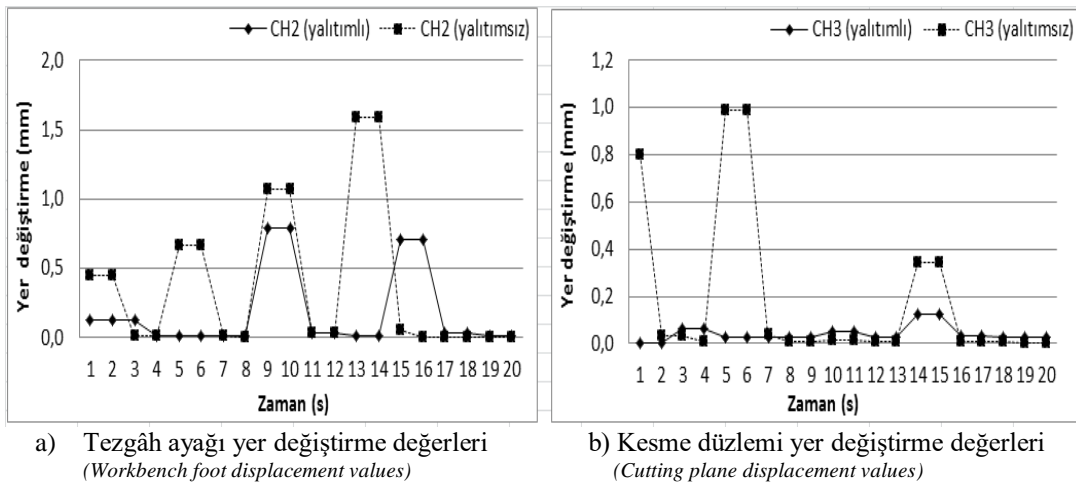 CH2 (yalıtımlı) CH2 (yalıtımsız)
2,0
1,5
1,0
0,5
0,0
Yer değiştirme (mm)
1 2 3 4 5 6 7 8 9 10 11 12 13 14 15 16 17 18 19 20
Zaman (s)
CH3 (yalıtımlı) CH3 (yalıtımsız)
1,2
1,0
0,8
0,6
0,4
0,2
0,0
Yer değiştirme (mm)
1 2 3 4 5 6 7 8 9 10 11 12 13 14 15 16 17 18 19 20
Zaman (s)
a) Tezgâh ayağı yer değiştirme değerleri
(Workbench foot displacement values)
b) Kesme düzlemi yer değiştirme değerleri
(Cutting plane displacement values)